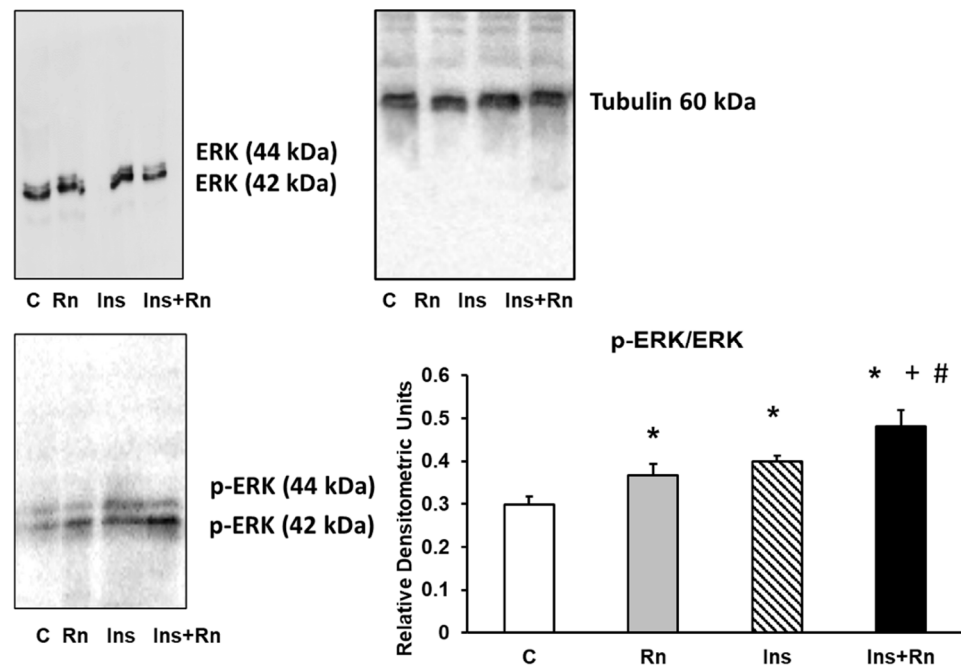 ERK (44 kDa)
ERK (42 kDa)
C Rn Ins Ins+Rn
Tubulin 60 kDa
C Rn Ins Ins+Rn
p-ERK (44 kDa)
p-ERK (42 kDa)
C Rn Ins Ins+Rn
p-ERK/ERK
Relative Densitometric Units
0.6
0.5
0.4
0.3
0.2
0.1
0
*
*
* + #
C Rn Ins Ins+Rn